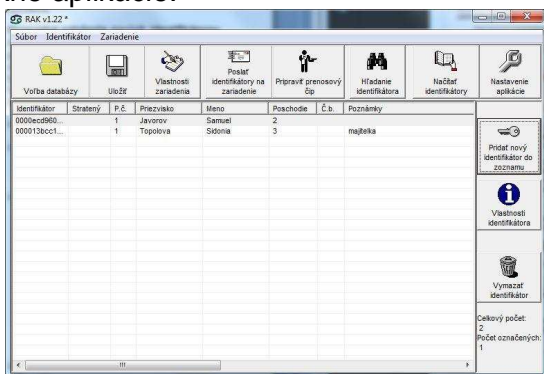 RAK v1.22 *
Súbor Identifikátor Zariadenie
Voľba databázy
Uložiť
Vlastnosti
zariadenia
Poslať
identifikátory na
zariadenie
Pripraviť prenosový
čip
Hľadanie
identifikátora
Načítať
identifikátory
Nastavenie
aplikácie
Identifikátor Stratený P.č. Priezvisko Meno Poschodie Č.b. Poznámky
0000ecd960... 1 Javorov Samuel 2
000013bcc1... 1 Topolova Sidonia 3 majitelka
Pridať nový
identifikátor do
zoznamu
Vlastnosti
identifikátora
Vymazať
identifikátor
Celkový počet:
2
Počet označených:
1